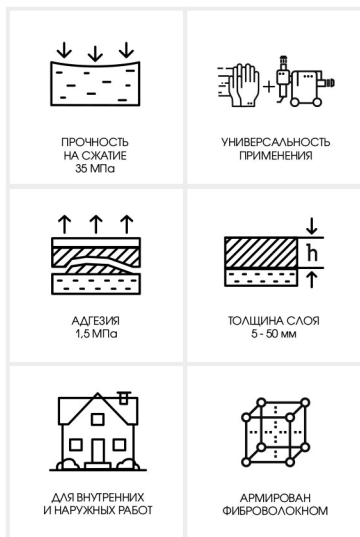 ПРОЧНОСТЬ
НА СЖАТИЕ
35 МПа
УНИВЕРСАЛЬНОСТЬ
ПРИМЕНЕНИЯ
АДГЕЗИЯ
1,5 МПа
h
ТОЛЩИНА СЛОЯ
5 - 50 мм
ДЛЯ ВНУТРЕННИХ
И НАРУЖНЫХ РАБОТ
АРМИРОВАН
ФИБРОВОЛОКНОМ